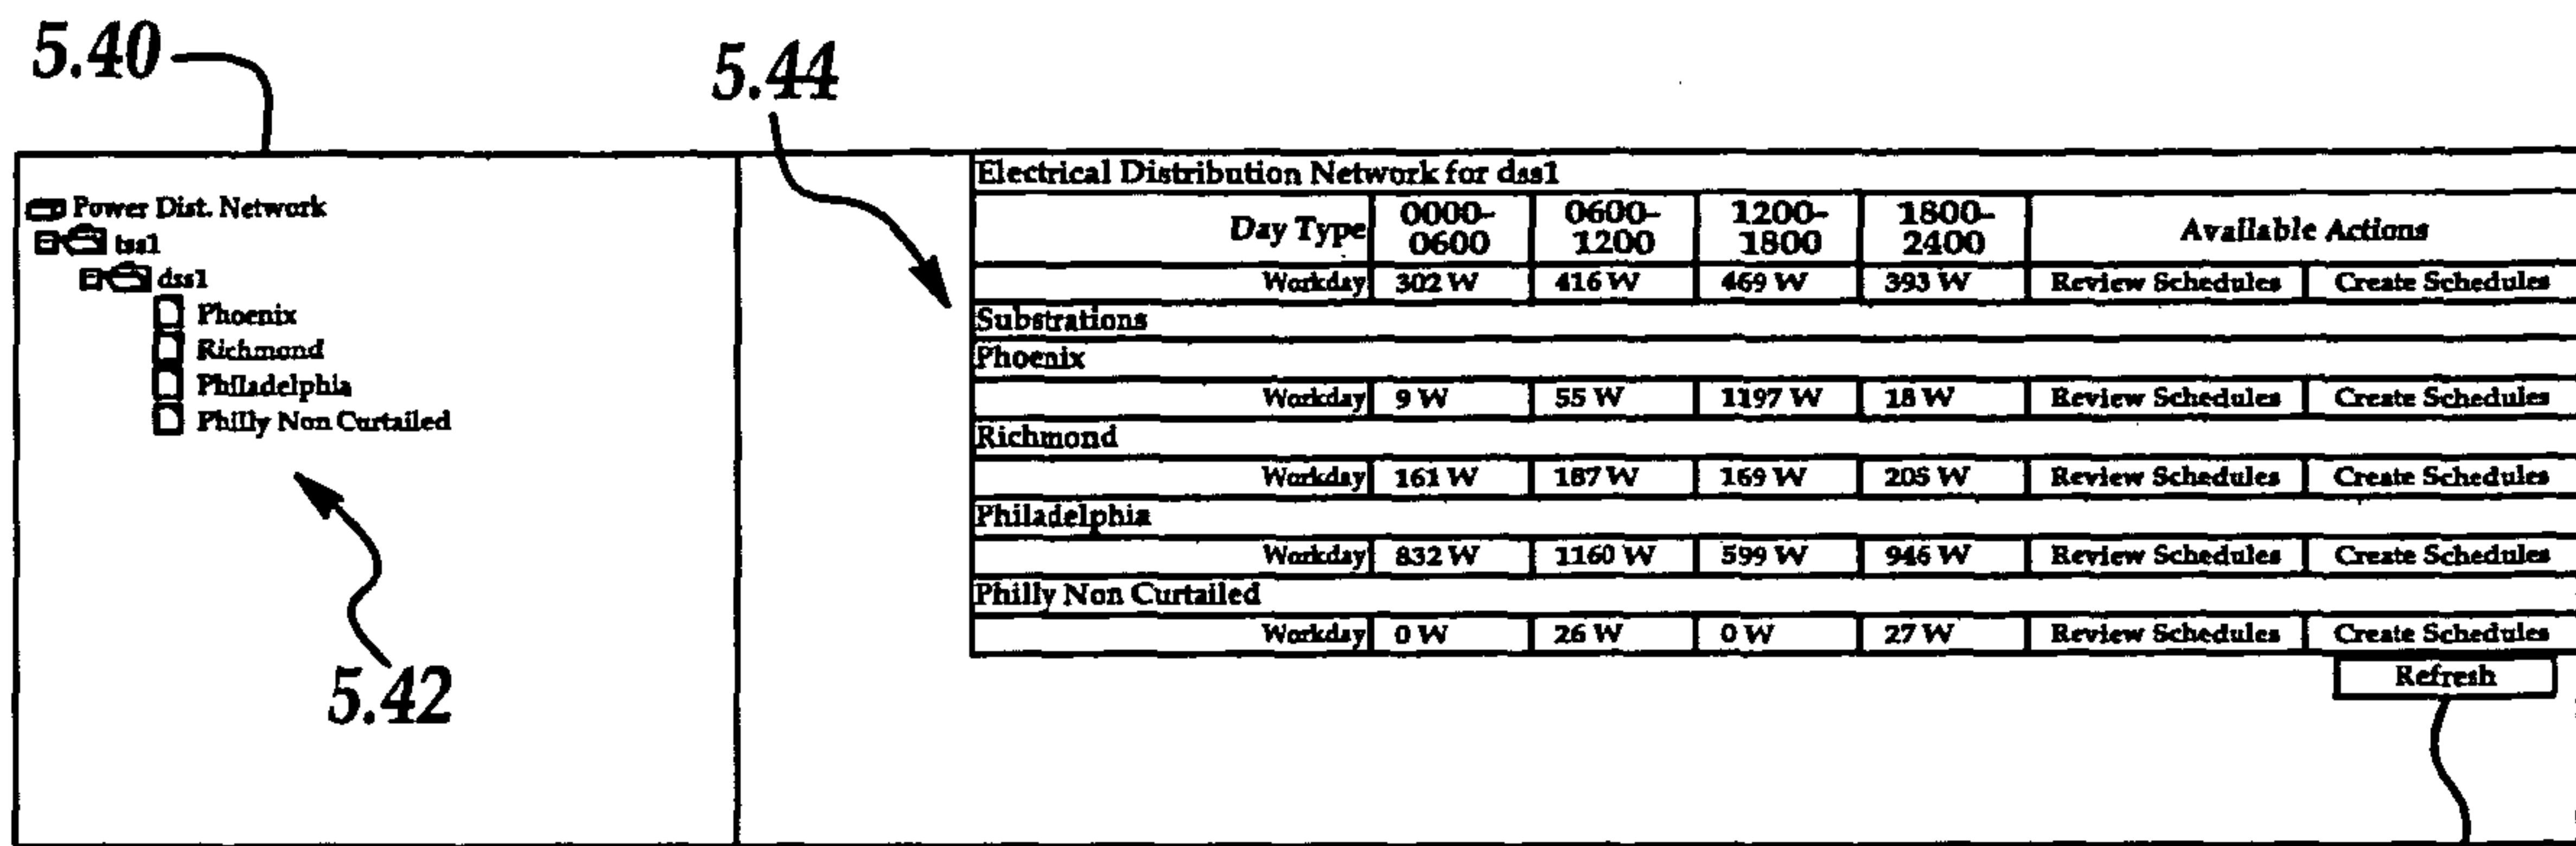 5.40
5.44
Power Dist. Network
tss1
dss1
Phoenix
Richmond
Philadelphia
Philly Non Curtailed
5.42
Electrical Distribution Network for dss1
Day Type 0000-0600 0600-1200 1200-1800 1800-2400 Available Actions
Workday 302 W 416 W 469 W 393 W Review Schedules Create Schedules
Substrations
Phoenix
Workday 9 W 55 W 1197 W 18 W Review Schedules Create Schedules
Richmond
Workday 161 W 187 W 169 W 205 W Review Schedules Create Schedules
Philadelphia
Workday 832 W 1160 W 599 W 946 W Review Schedules Create Schedules
Philly Non Curtailed
Workday 0 W 26 W 0 W 27 W Review Schedules Create Schedules
Refresh